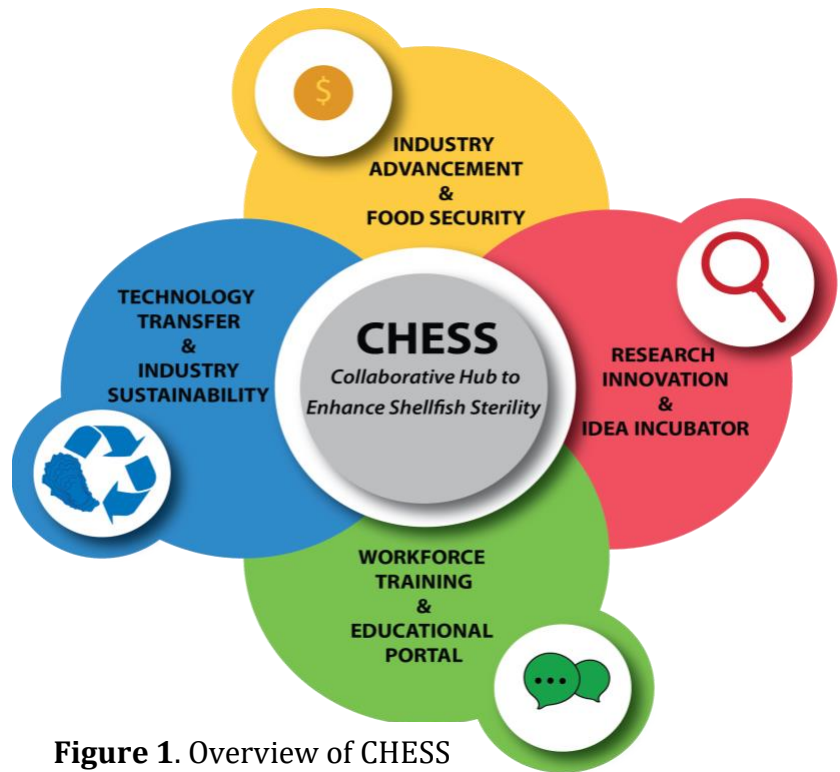 $
INDUSTRY
ADVANCEMENT
&
FOOD SECURITY
TECHNOLOGY
TRANSFER
&
INDUSTRY
SUSTAINABILITY
CHESS
Collaborative Hub to
Enhance Shellfish Sterility
RESEARCH
INNOVATION
&
IDEA INCUBATOR
WORKFORCE
TRAINING
&
EDUCATIONAL
PORTAL
Figure 1. Overview of CHESS